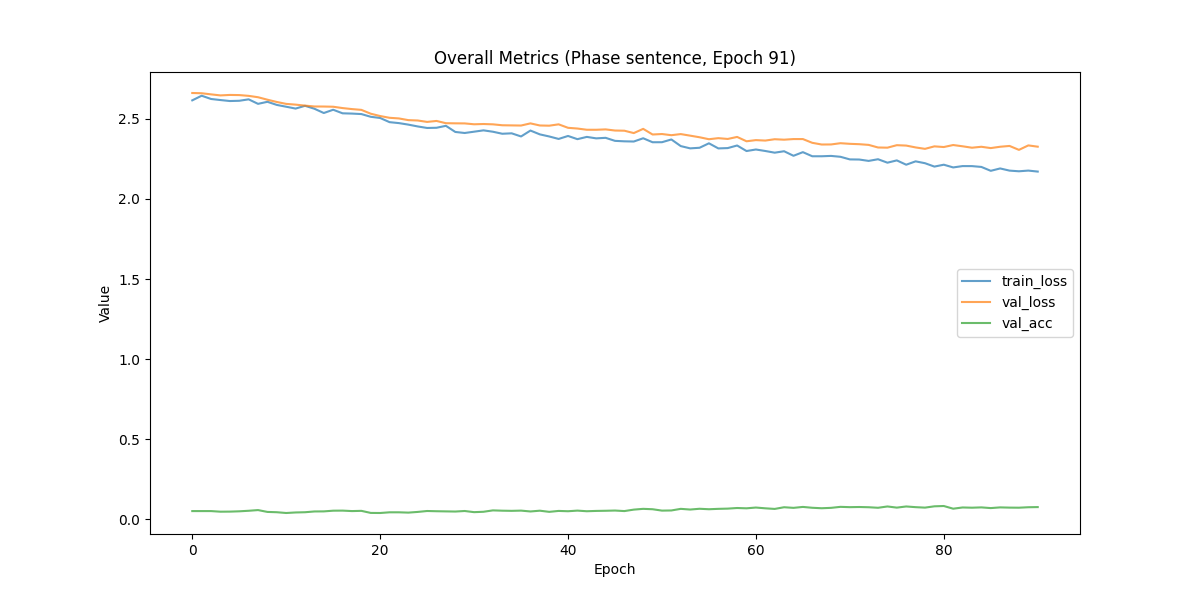 Overall Metrics (Phase sentence, Epoch 91)
2.5
2.0
1.5
1.0
0.5
0.0
Value
train_loss
val_loss
val_acc
0 20 40 60 80
Epoch